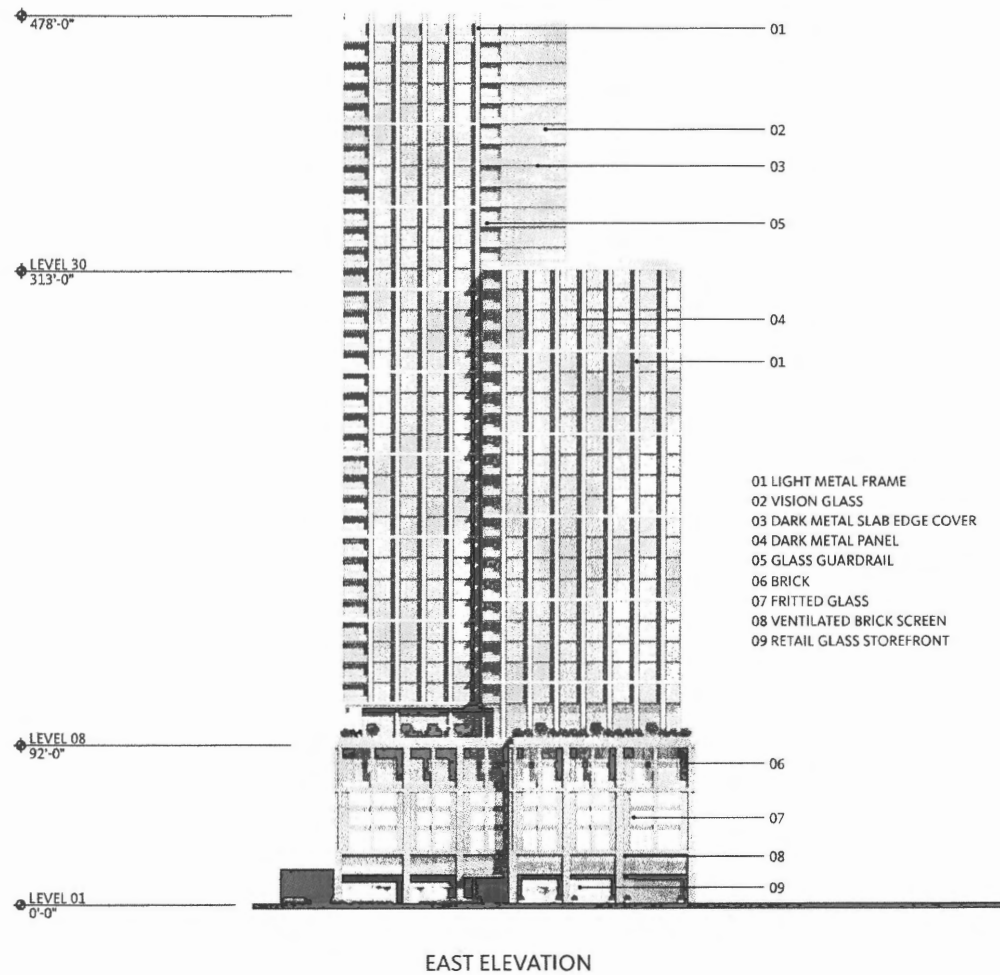 478'-0"
01
02
03
05
LEVEL 30
313'-0"
04
01
01 LIGHT METAL FRAME
02 VISION GLASS
03 DARK METAL SLAB EDGE COVER
04 DARK METAL PANEL
05 GLASS GUARDRAIL
06 BRICK
07 FRITTED GLASS
08 VENTILATED BRICK SCREEN
09 RETAIL GLASS STOREFRONT
LEVEL 08
92'-0"
06
07
08
09
LEVEL 01
0'-0"
EAST ELEVATION